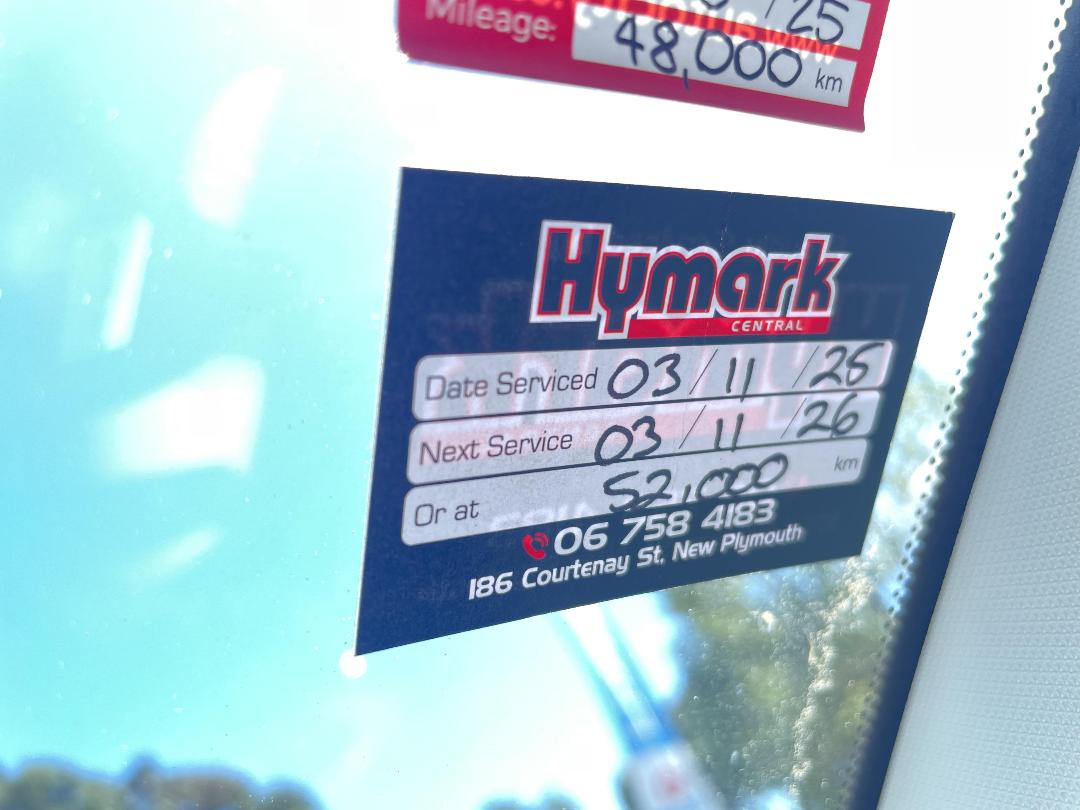 /25
Mileage: 48,000 km
Hymark
CENTRAL
Date Serviced 03/11/25
Next Service 03/11/26
Or at 52,000 km
06 758 4183
186 Courtenay St, New Plymouth